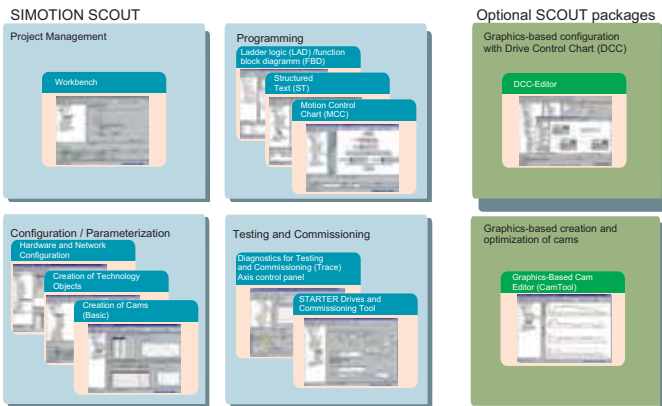 SIMOTION SCOUT
Optional SCOUT packages
Project Management
Workbench
Programming
Ladder logic (LAD) /function
block diagramm (FBD)
Structured
Text (ST)
Motion Control
Chart (MCC)
Graphics-based configuration
with Drive Control Chart (DCC)
DCC-Editor
Configuration / Parameterization
Hardware and Network
Configuration
Creation of Technology
Objects
Creation of Cams
(Basic)
Testing and Commissioning
Diagnostics for Testing
and Commissioning (Trace)
Axis control panel
STARTER Drives and
Commissioning Tool
Graphics-based creation and
optimization of cams
Graphics-Based Cam
Editor (CamTool)